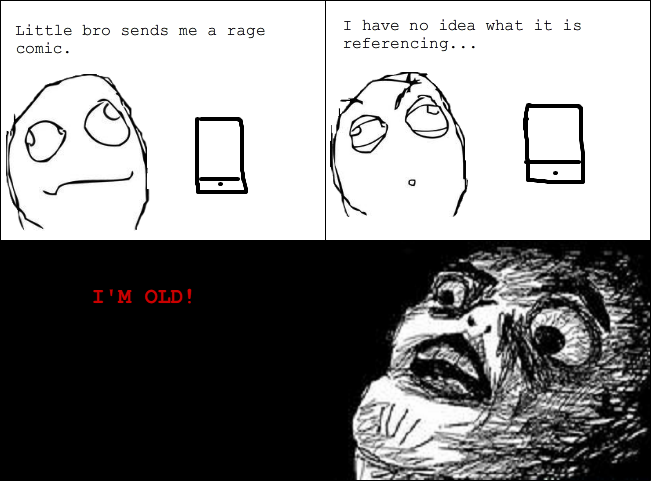 Little bro sends me a rage
comic.
I have no idea what it is
referencing...
I'M OLD!